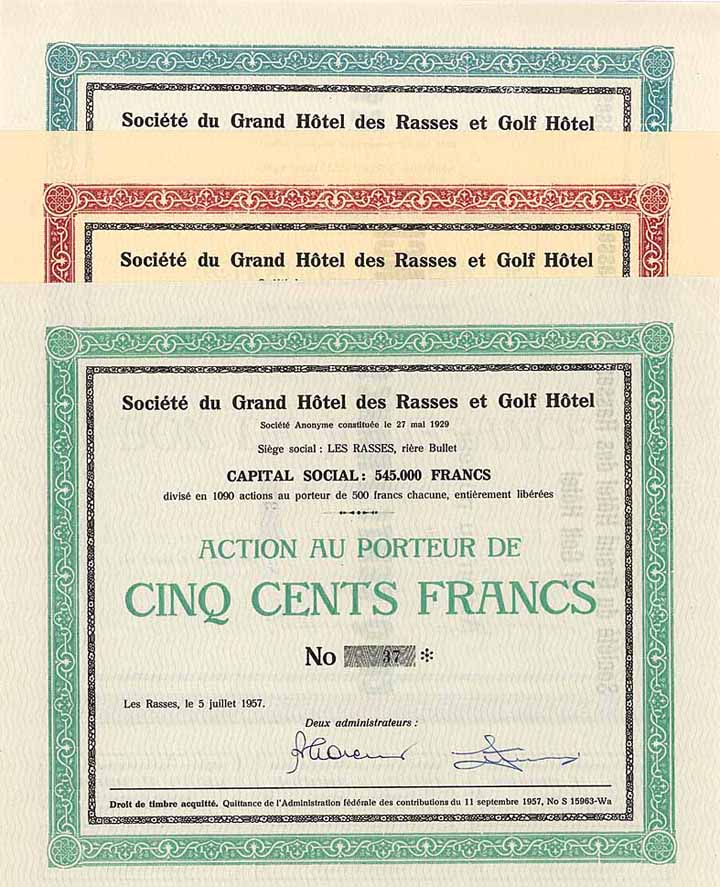 Société du Grand Hôtel des Rasses et Golf Hôtel
Société du Grand Hôtel des Rasses et Golf Hôtel
Société du Grand Hôtel des Rasses et Golf Hôtel
Société Anonyme constituée le 27 mai 1929
Siège social : LES RASSES, rière Bullet
CAPITAL SOCIAL : 545.000 FRANCS
divisé en 1090 actions au porteur de 500 francs chacune, entièrement libérées
ACTION AU PORTEUR DE
CINQ CENTS FRANCS
No 37 *
Les Rasses, le 5 juillet 1957.
Deux administrateurs :
Droit de timbre acquitté. Quittance de l'Administration fédérale des contributions du 11 septembre 1957, No S 15963-Wa